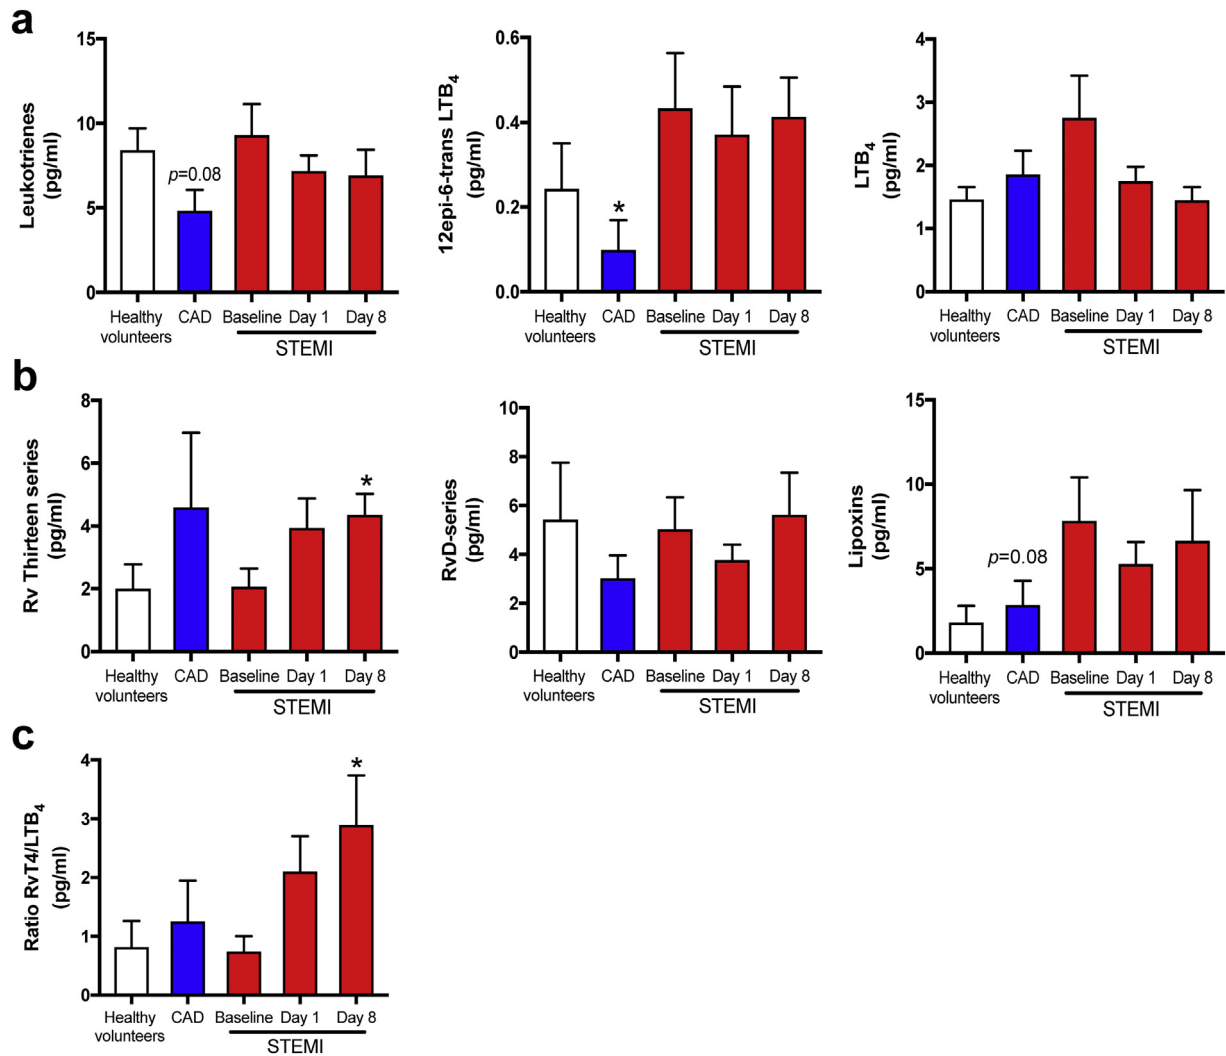 a
Leukotrienes
(pg/ml)
15
10
5
0
p=0.08
Healthy
volunteers
CAD
Baseline
Day 1
Day 8
STEMI
12epi-6-trans LTB4
(pg/ml)
0.6
0.4
0.2
0.0
*
Healthy
volunteers
CAD
Baseline
Day 1
Day 8
STEMI
LTB4
(pg/ml)
4
3
2
1
0
Healthy
volunteers
CAD
Baseline
Day 1
Day 8
STEMI
b
Rv Thirteen series
(pg/ml)
8
6
4
2
0
*
Healthy
volunteers
CAD
Baseline
Day 1
Day 8
STEMI
RvD-series
(pg/ml)
10
8
6
4
2
0
Healthy
volunteers
CAD
Baseline
Day 1
Day 8
STEMI
Lipoxins
(pg/ml)
15
10
5
0
p=0.08
Healthy
volunteers
CAD
Baseline
Day 1
Day 8
STEMI
c
Ratio RvT4/LTB4
(pg/ml)
4
3
2
1
0
*
Healthy
volunteers
CAD
Baseline
Day 1
Day 8
STEMI